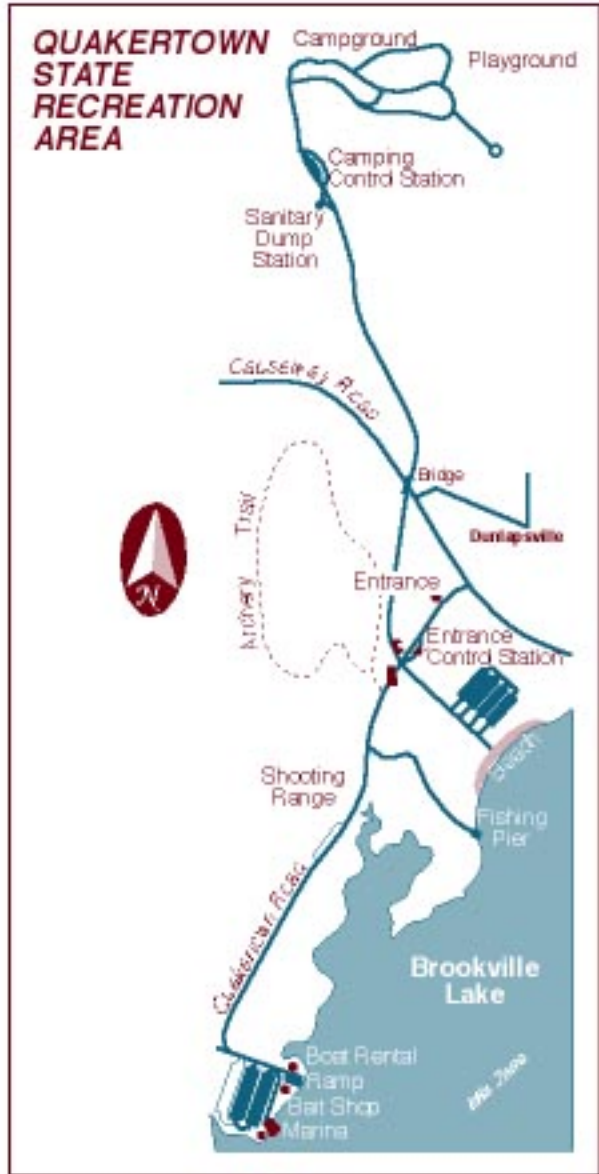 QUAKERTOWN
STATE
RECREATION
AREA
Campground
Playground
Camping
Control Station
Sanitary
Dump
Station
Bridge
Dunlapsville
Archery Trail
N
Entrance
Entrance
Control Station
Beach
Shooting
Range
Fishing
Pier
Brookville
Lake
Boat Rental
Ramp
Bait Shop
Marina